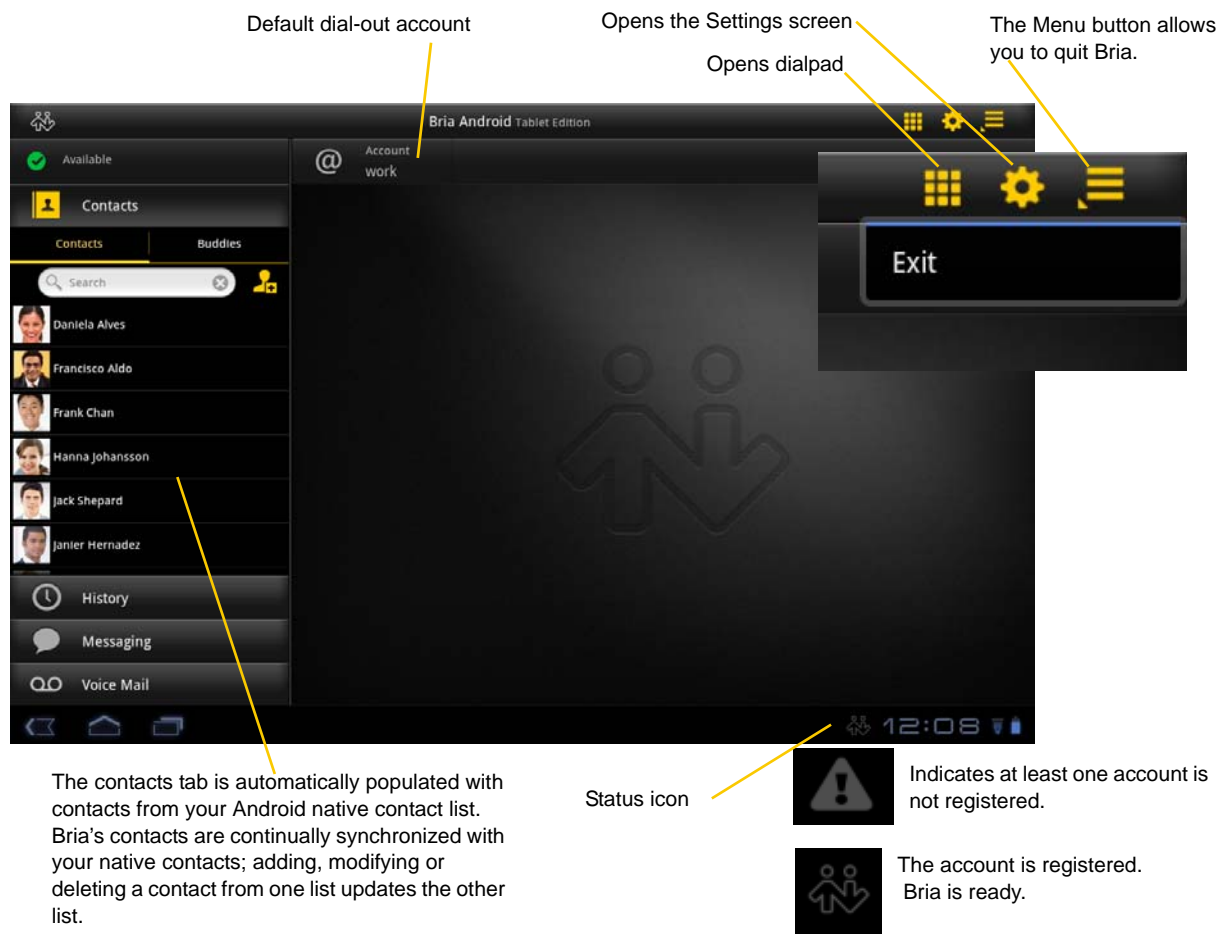 Default dial-out account
Opens the Settings screen
The Menu button allows
you to quit Bria.
Opens dialpad
Bria Android Tablet Edition
Available
@ Account
work
Contacts
Contacts
Buddies
Search
Exit
Daniela Alves
Francisco Aldo
Frank Chan
Hanna Johansson
Jack Shepard
Janier Hernadez
History
Messaging
Voice Mail
12:08
The contacts tab is automatically populated with
contacts from your Android native contact list.
Bria's contacts are continually synchronized with
your native contacts; adding, modifying or
deleting a contact from one list updates the other
list.
Status icon
Indicates at least one account is
not registered.
The account is registered.
Bria is ready.